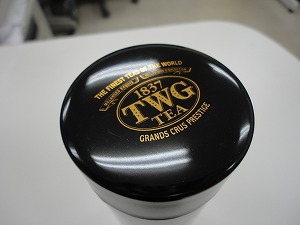 THE FINEST TEAS OF THE WORLD
1837
TWG
TEA
GRANDS CRUS PRESTIGE